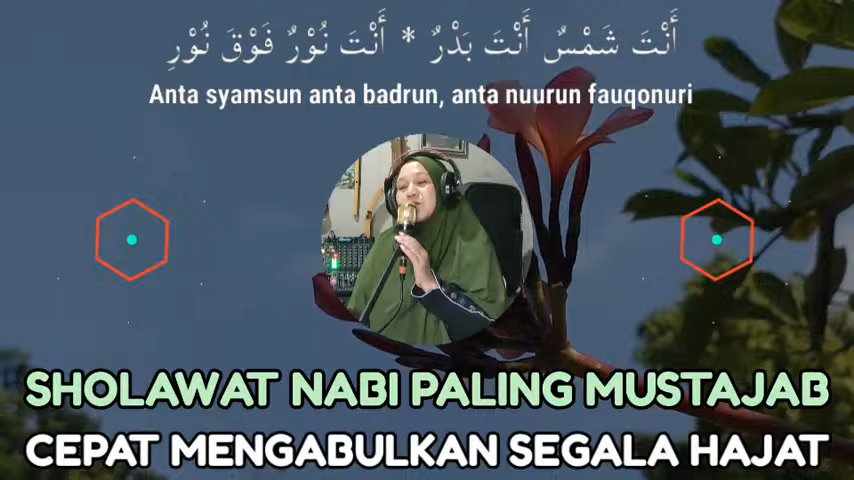 أَنْتَ شَمْسٌ أَنْتَ بَدْرٌ * أَنْتَ نُوْرٌ فَوْقَ نُوْرِ
Anta syamsun anta badrun, anta nuurun fauqonuri
SHOLAWAT NABI PALING MUSTAJAB
CEPAT MENGABULKAN SEGALA HAJAT